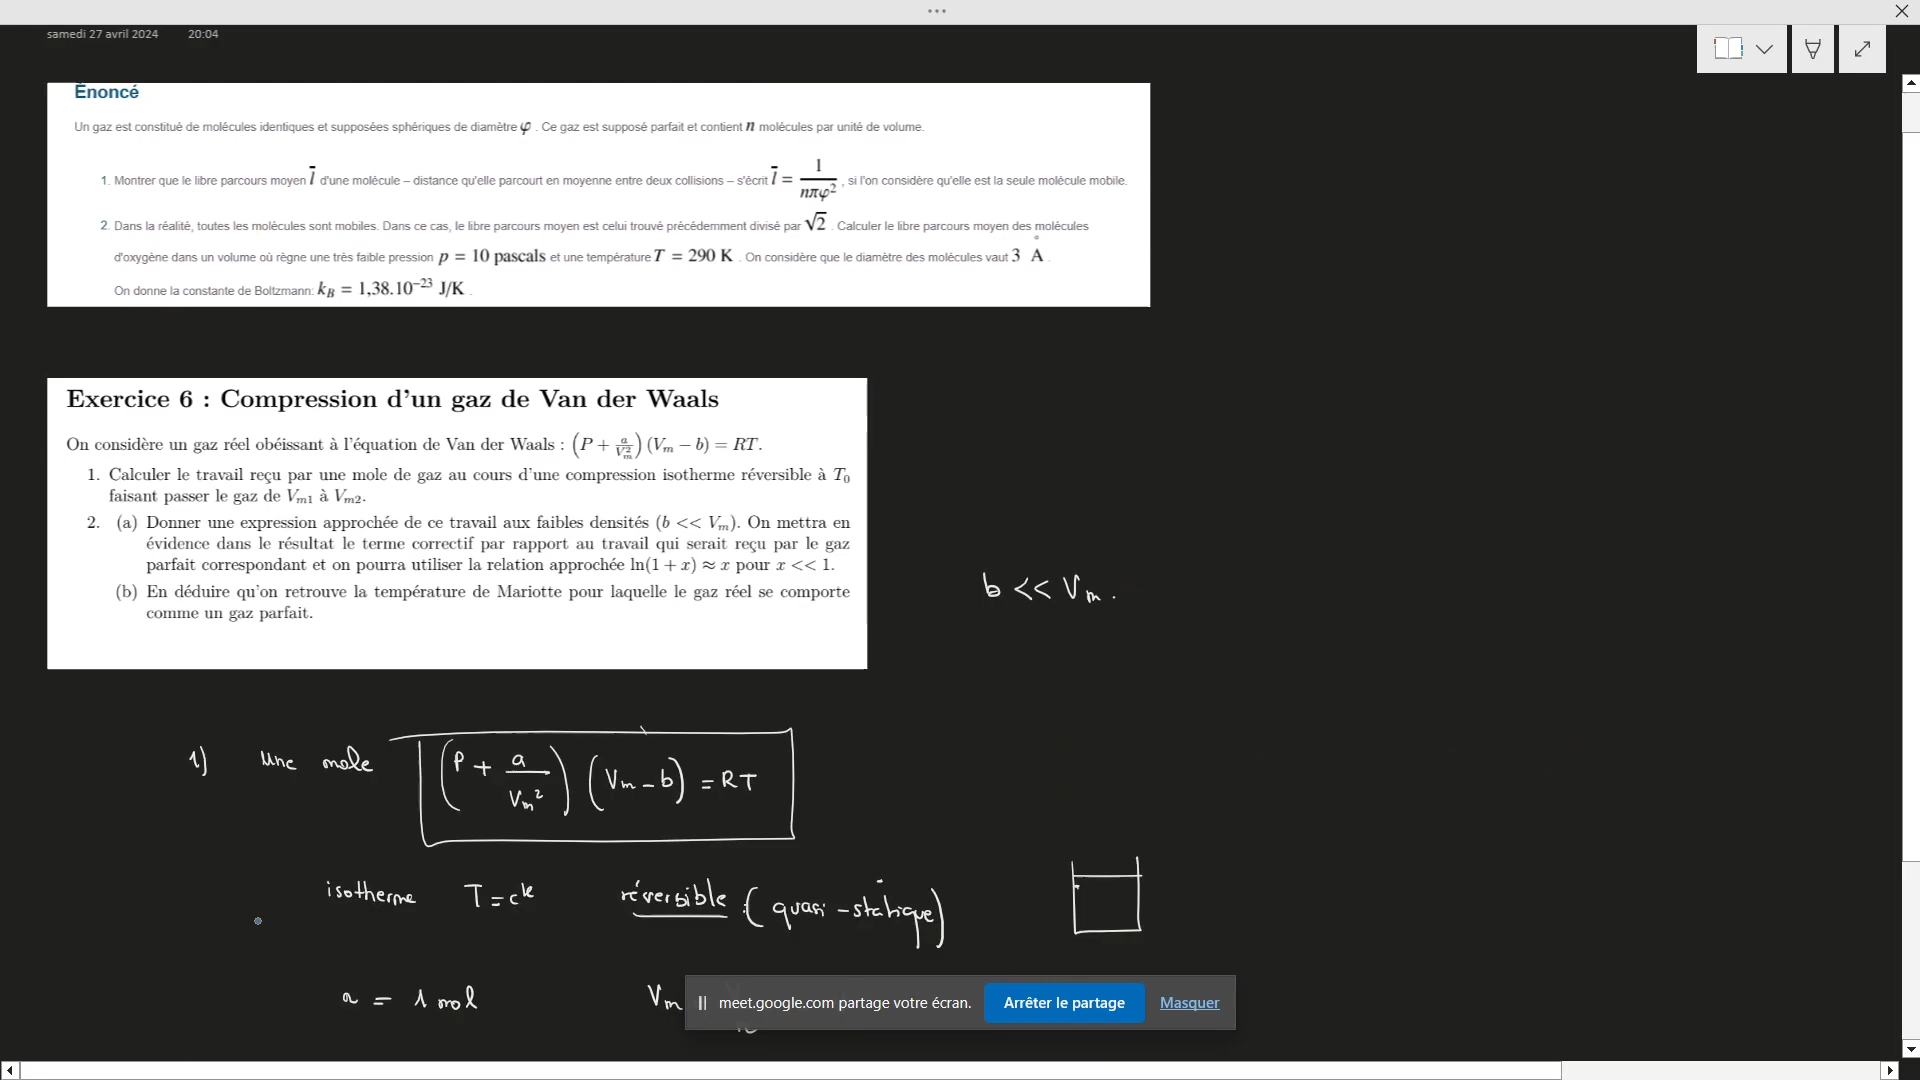 samedi 27 avril 2024 20:04
Énoncé
Un gaz est constitué de molécules identiques et supposées sphériques de diamètre φ . Ce gaz est supposé parfait et contient n molécules par unité de volume.
1. Montrer que le libre parcours moyen l̄ d'une molécule – distance qu'elle parcourt en moyenne entre deux collisions – s'écrit l̄ = 1/(nπφ²) , si l'on considère qu'elle est la seule molécule mobile.
2. Dans la réalité, toutes les molécules sont mobiles. Dans ce cas, le libre parcours moyen est celui trouvé précédemment divisé par √2 . Calculer le libre parcours moyen des molécules
d'oxygène dans un volume où règne une très faible pression p = 10 pascals et une température T = 290 K . On considère que le diamètre des molécules vaut 3 Å .
On donne la constante de Boltzmann: k_B = 1,38.10⁻²³ J/K .
Exercice 6 : Compression d'un gaz de Van der Waals
On considère un gaz réel obéissant à l'équation de Van der Waals : (P + a/V_m²) (V_m − b) = RT.
1. Calculer le travail reçu par une mole de gaz au cours d'une compression isotherme réversible à T₀
faisant passer le gaz de V_m1 à V_m2.
2. (a) Donner une expression approchée de ce travail aux faibles densités (b << V_m). On mettra en
évidence dans le résultat le terme correctif par rapport au travail qui serait reçu par le gaz
parfait correspondant et on pourra utiliser la relation approchée ln(1 + x) ≈ x pour x << 1.
(b) En déduire qu'on retrouve la température de Mariotte pour laquelle le gaz réel se comporte
comme un gaz parfait.
b << V_m .
1) Une mole (P + a/V_m²) (V_m − b) = RT
isotherme T = cte réversible : (quasi-statique)
n = 1 mol V_m
meet.google.com partage votre écran. Arrêter le partage Masquer